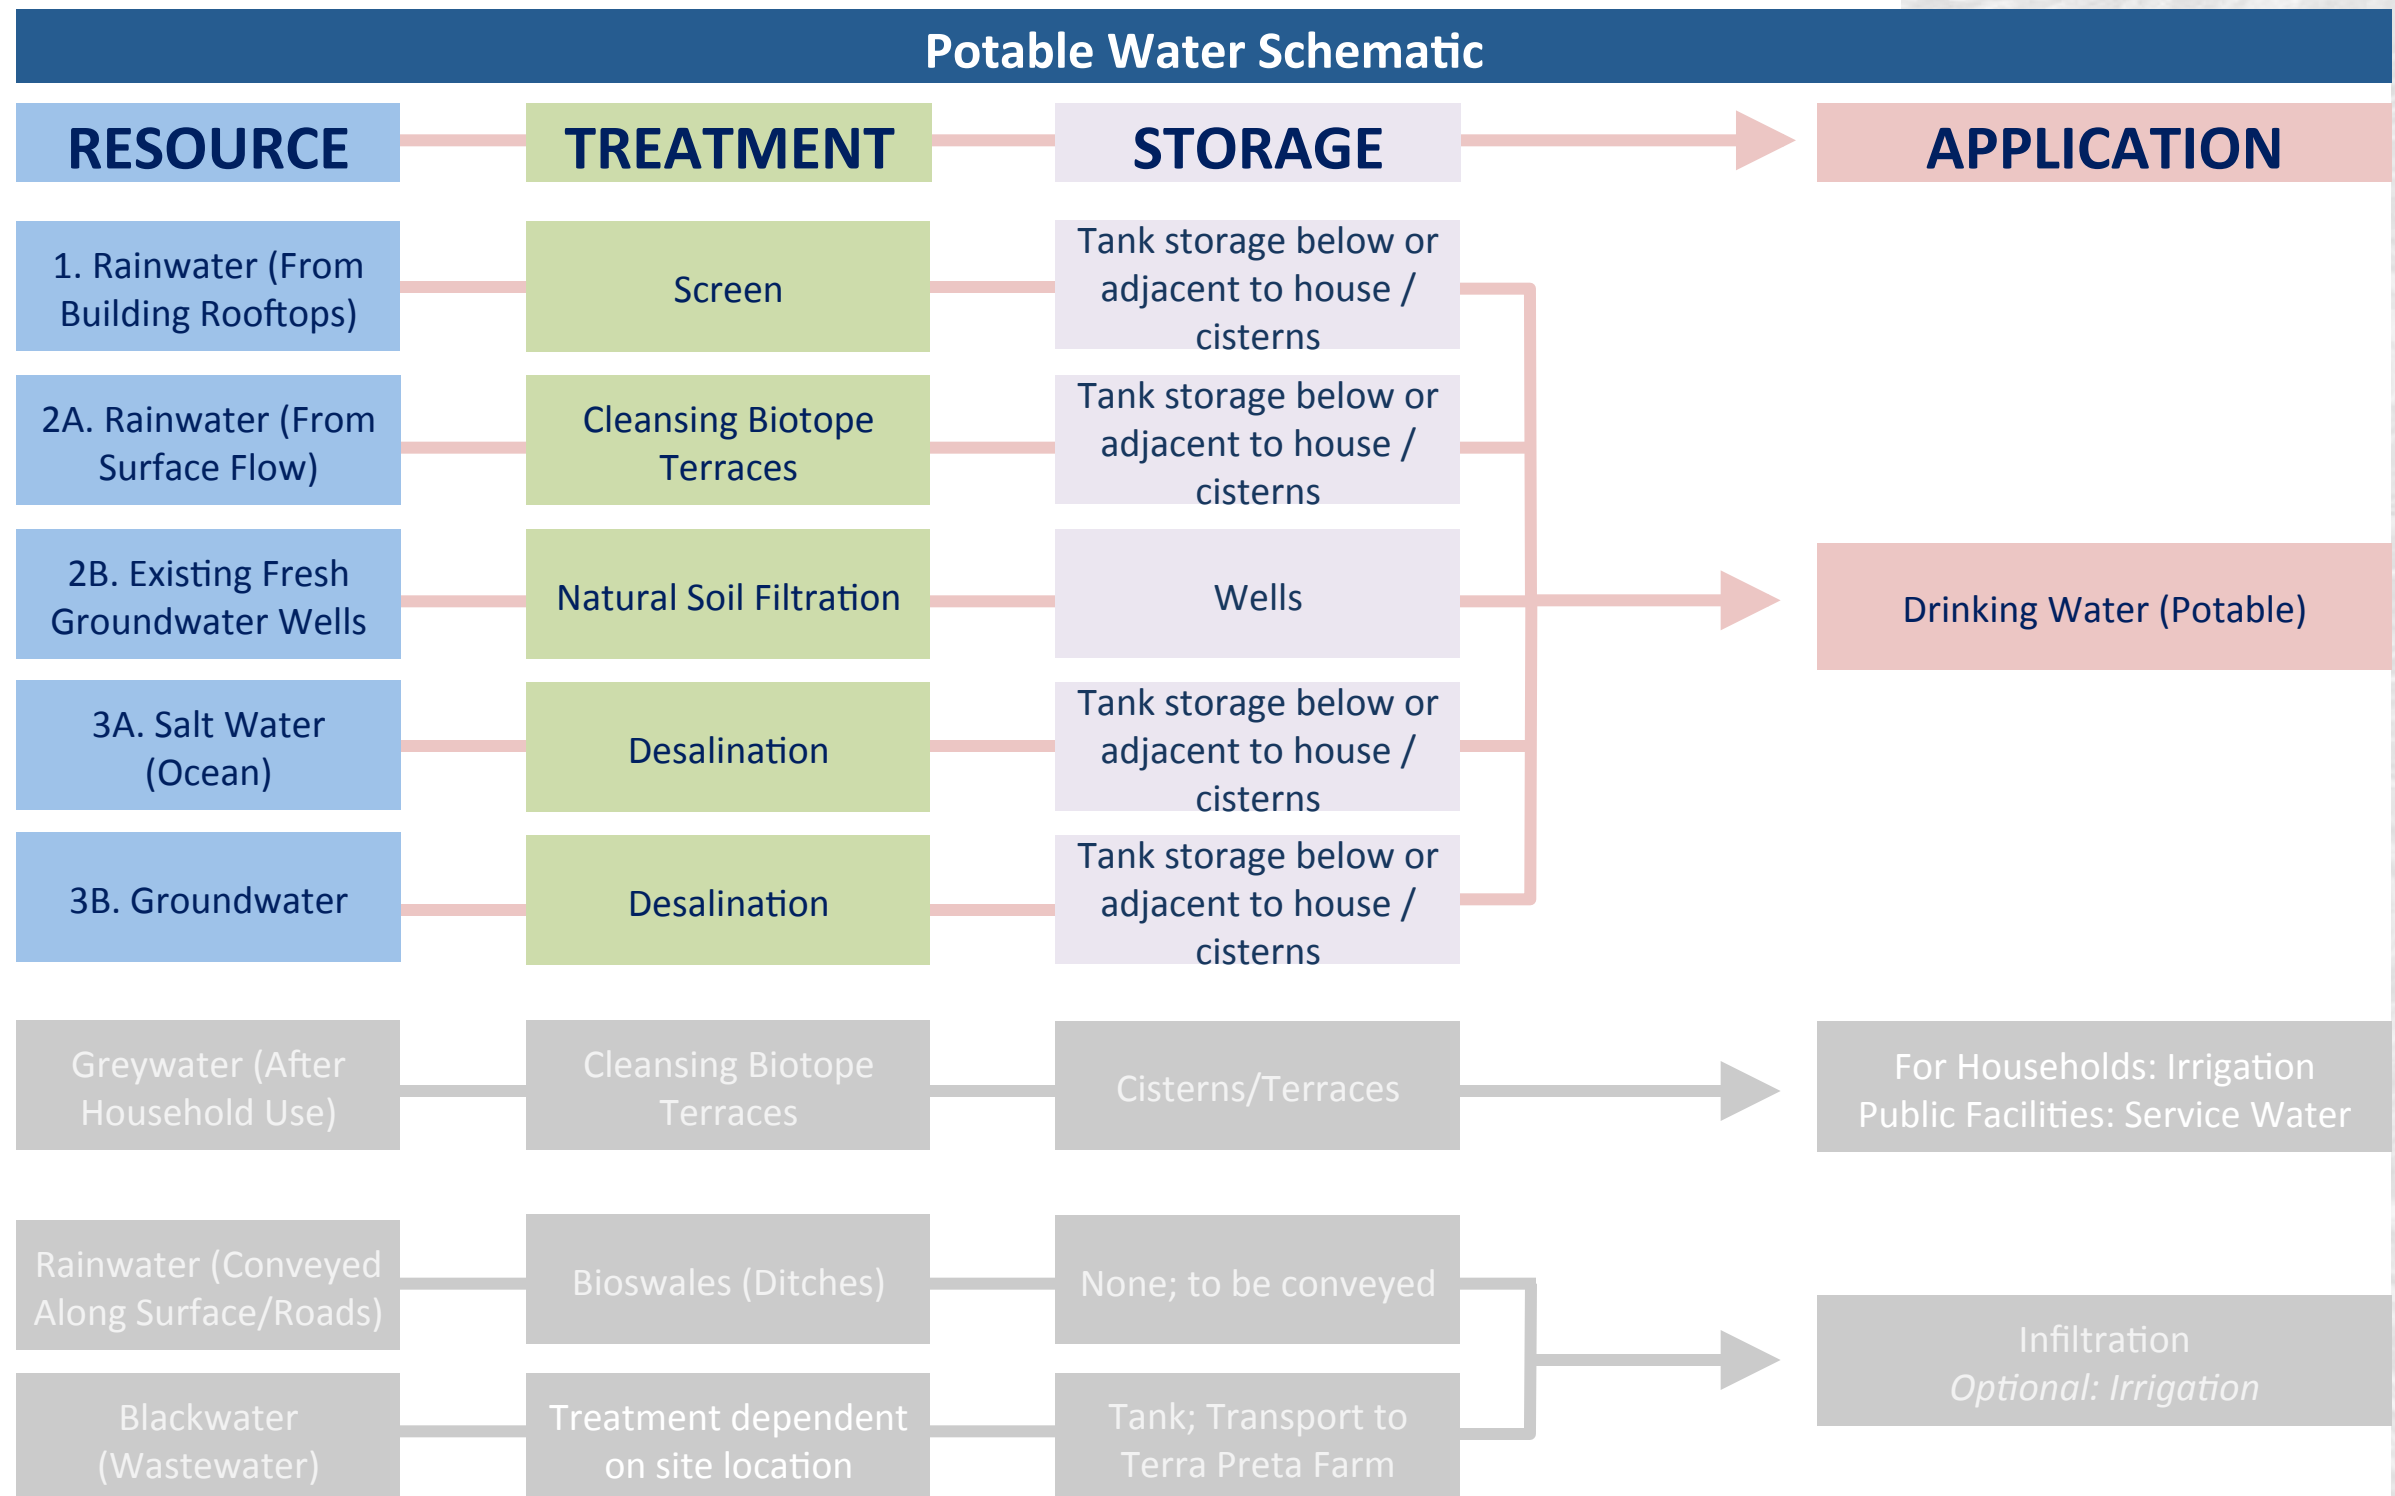 Potable Water Schematic
RESOURCE
TREATMENT
STORAGE
APPLICATION
1. Rainwater (From
Building Rooftops)
Screen
Tank storage below or
adjacent to house /
cisterns
2A. Rainwater (From
Surface Flow)
Cleansing Biotope
Terraces
Tank storage below or
adjacent to house /
cisterns
2B. Existing Fresh
Groundwater Wells
Natural Soil Filtration
Wells
Drinking Water (Potable)
3A. Salt Water
(Ocean)
Desalination
Tank storage below or
adjacent to house /
cisterns
3B. Groundwater
Desalination
Tank storage below or
adjacent to house /
cisterns
Greywater (After
Household Use)
Cleansing Biotope
Terraces
Cisterns/Terraces
For Households: Irrigation
Public Facilities: Service Water
Rainwater (Conveyed
Along Surface/Roads)
Bioswales (Ditches)
None; to be conveyed
Infiltration
Optional: Irrigation
Blackwater
(Wastewater)
Treatment dependent
on site location
Tank; Transport to
Terra Preta Farm